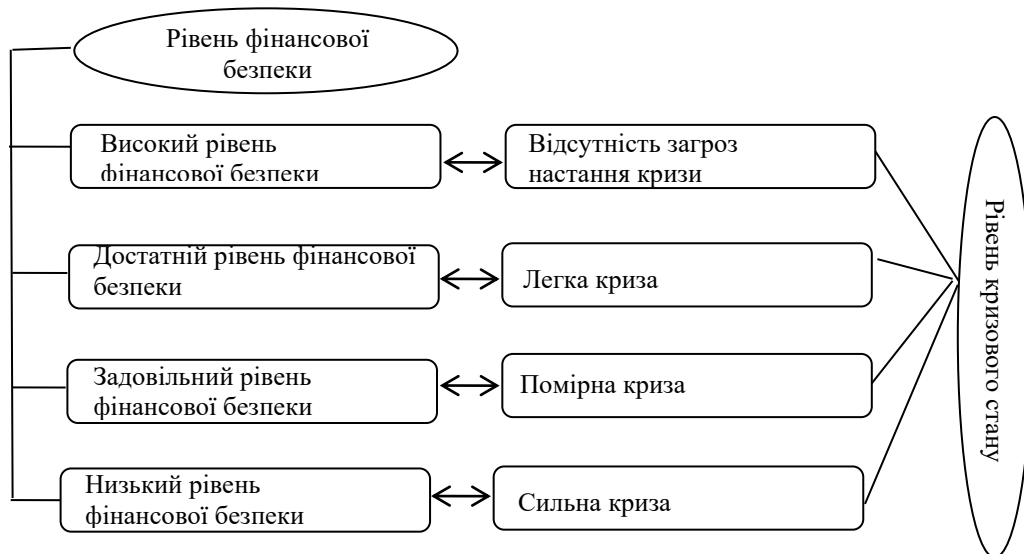 Рівень фінансової
безпеки
Високий рівень
фінансової безпеки
Відсутність загроз
настання кризи
Достатній рівень фінансової
безпеки
Легка криза
Задовільний рівень
фінансової безпеки
Помірна криза
Низький рівень
фінансової безпеки
Сильна криза
Рівень кризового стану